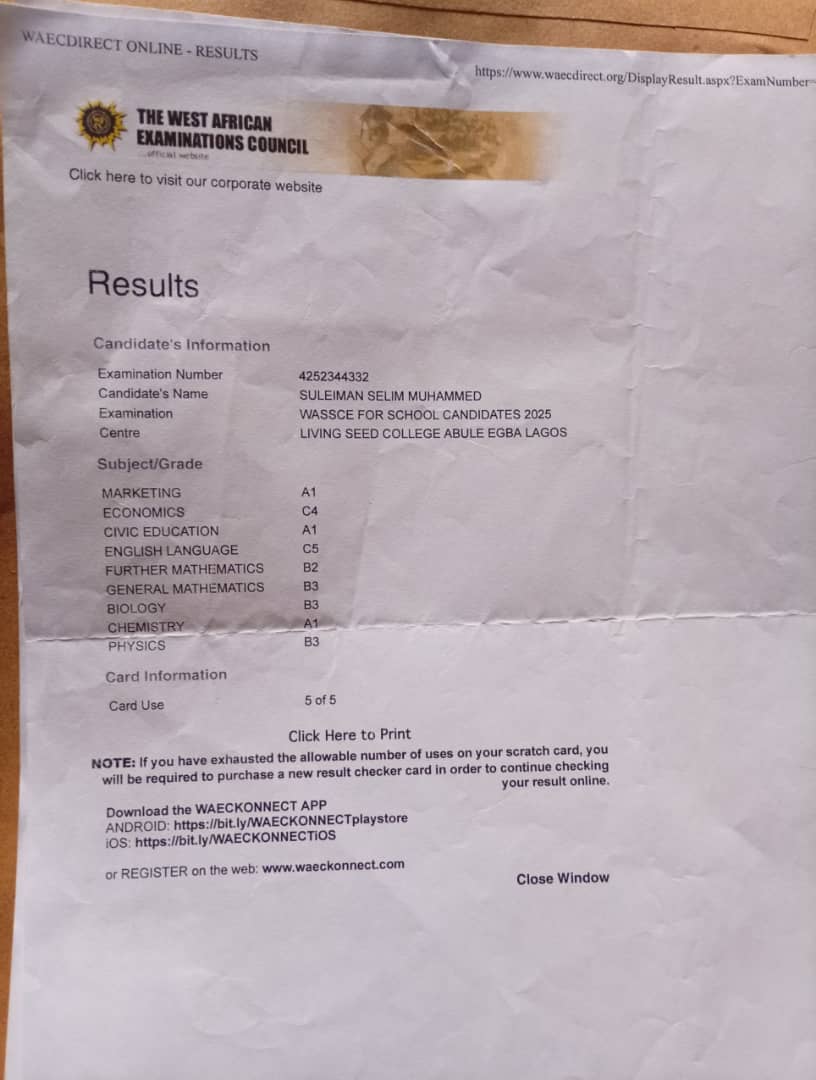 WAECDIRECT ONLINE - RESULTS
https://www.waecdirect.org/DisplayResult.aspx?ExamNumber=
THE WEST AFRICAN
EXAMINATIONS COUNCIL
...official website
Click here to visit our corporate website
Results
Candidate's Information
Examination Number 4252344332
Candidate's Name SULEIMAN SELIM MUHAMMED
Examination WASSCE FOR SCHOOL CANDIDATES 2025
Centre LIVING SEED COLLEGE ABULE EGBA LAGOS
Subject/Grade
MARKETING A1
ECONOMICS C4
CIVIC EDUCATION A1
ENGLISH LANGUAGE C5
FURTHER MATHEMATICS B2
GENERAL MATHEMATICS B3
BIOLOGY B3
CHEMISTRY A1
PHYSICS B3
Card Information
Card Use 5 of 5
Click Here to Print
NOTE: If you have exhausted the allowable number of uses on your scratch card, you
will be required to purchase a new result checker card in order to continue checking
your result online.
Download the WAECKONNECT APP
ANDROID: https://bit.ly/WAECKONNECTplaystore
iOS: https://bit.ly/WAECKONNECTiOS
or REGISTER on the web: www.waeckonnect.com
Close Window